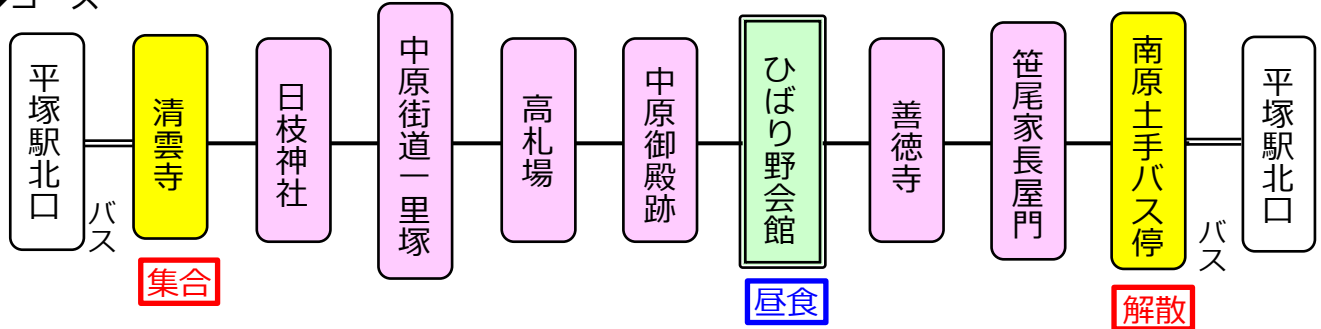 コース
平塚駅北口
バス
清雲寺
集合
日枝神社
中原街道一里塚
高札場
中原御殿跡
ひばり野会館
昼食
善徳寺
笹尾家長屋門
南原土手バス停
解散
バス
平塚駅北口